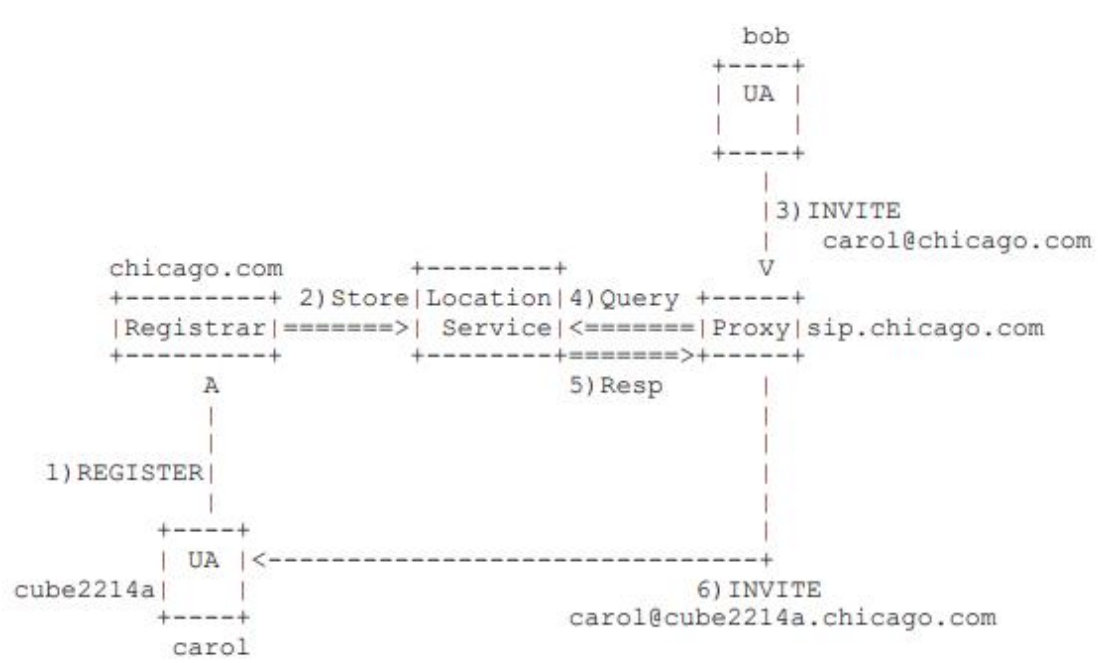 bob
                                               +----+
                                               | UA |
                                               |    |
                                               +----+
                                                  |
                                                  |3)INVITE
                                                  |   carol@chicago.com
     chicago.com        +--------+                V
     +---------+ 2)Store|Location|4)Query +-----+
     |Registrar|=======>| Service|<=======|Proxy|sip.chicago.com
     +---------+        +--------+=======>+-----+
           A                      5)Resp      |
           |                                  |
           |                                  |
 1)REGISTER|                                  |
           |                                  |
        +----+                                |
        | UA |<-------------------------------+
cube2214a|    |                            6)INVITE
        +----+                    carol@cube2214a.chicago.com
         carol